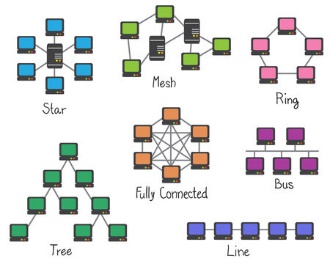 Star
Mesh
Ring
Fully Connected
Bus
Tree
Line